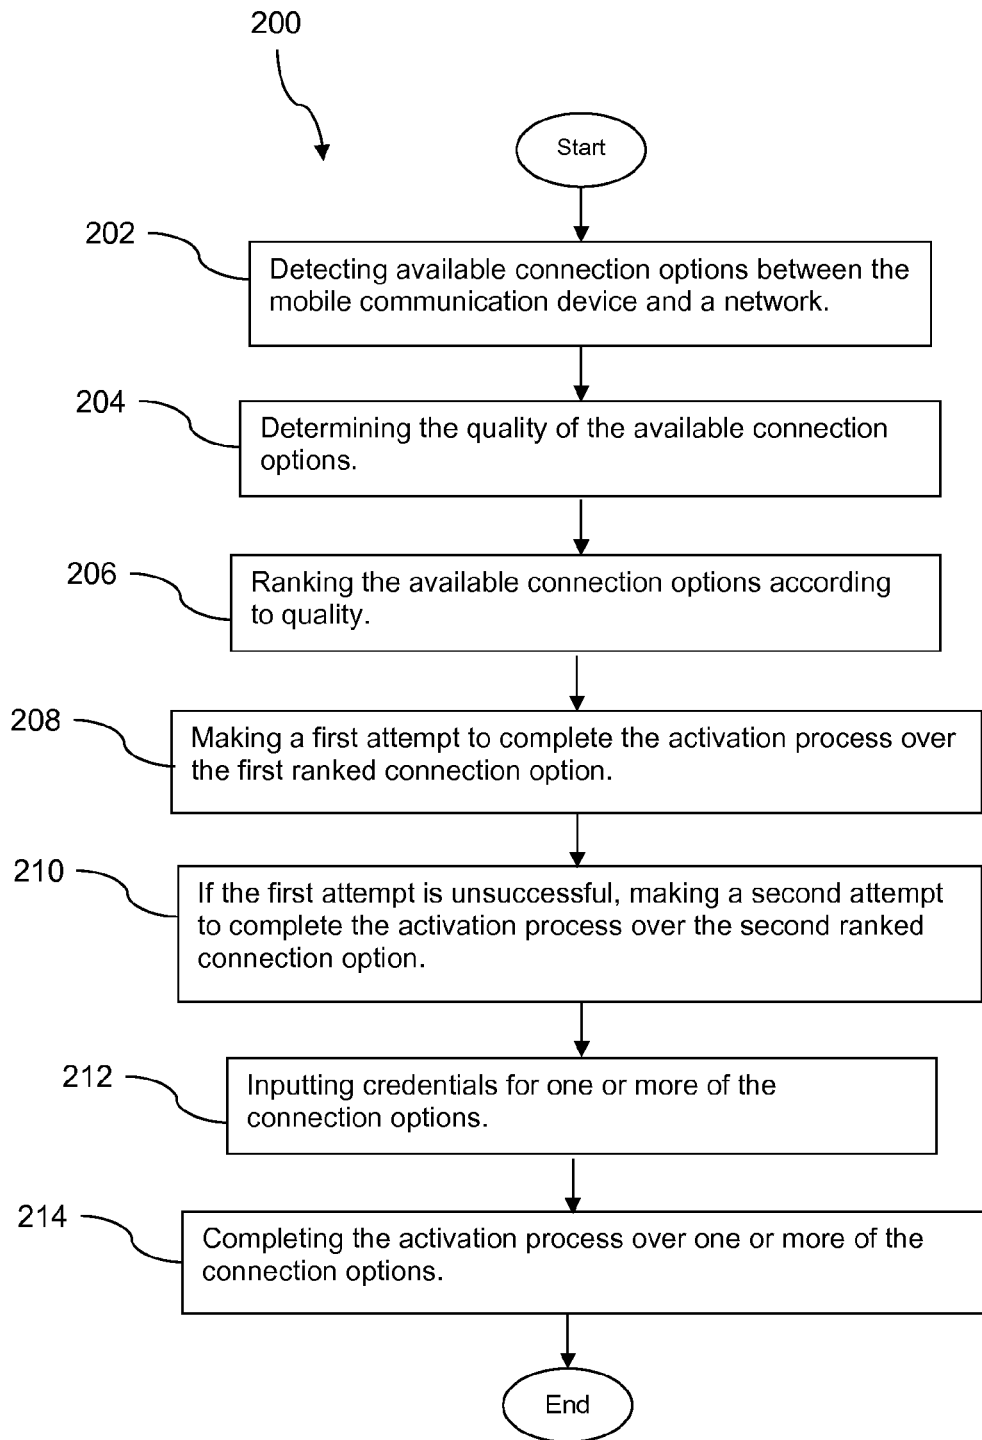 200
Start
202
Detecting available connection options between the
mobile communication device and a network.
204
Determining the quality of the available connection
options.
206
Ranking the available connection options according
to quality.
208
Making a first attempt to complete the activation process over
the first ranked connection option.
210
If the first attempt is unsuccessful, making a second attempt
to complete the activation process over the second ranked
connection option.
212
Inputting credentials for one or more of the
connection options.
214
Completing the activation process over one or more of the
connection options.
End